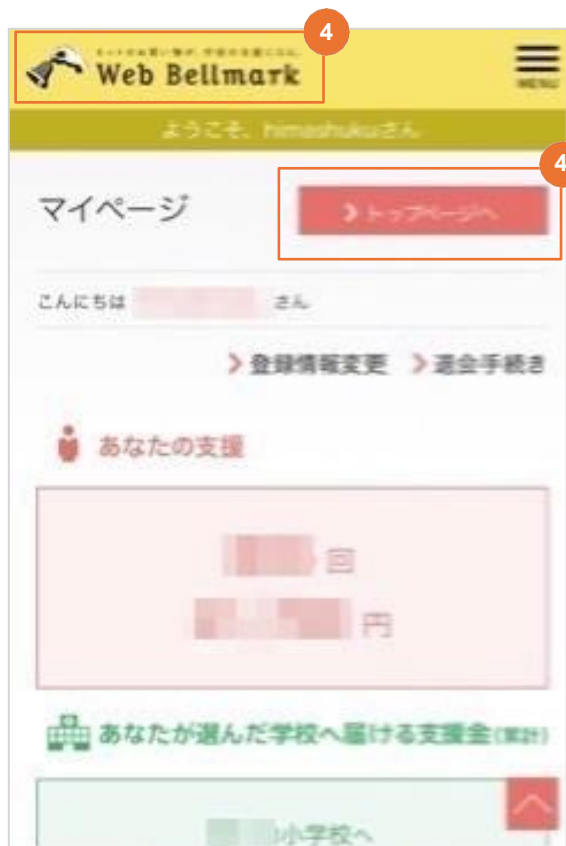 4
Web Bellmark
MENU
ようこそ、himashukuさん
4
マイページ
トップページへ
こんにちは さん
登録情報変更 退会手続き
あなたの支援
回
円
あなたが選んだ学校へ届ける支援金(累計)
小学校へ